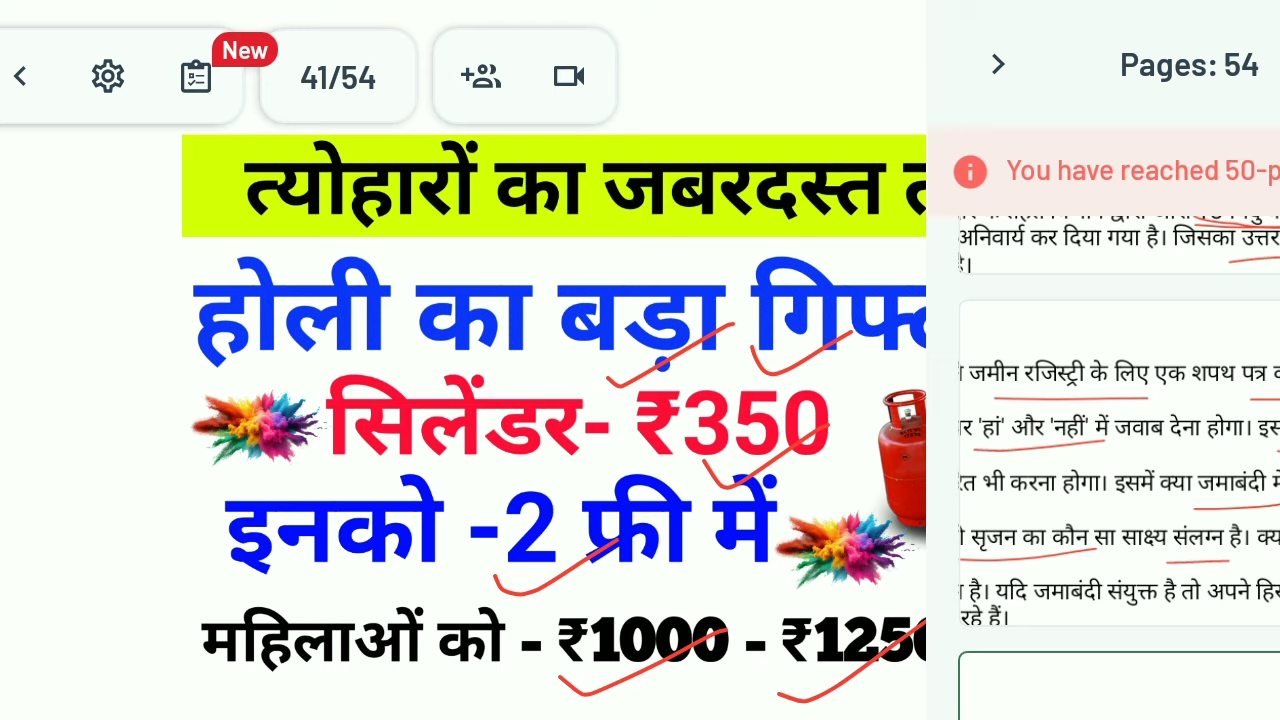 New
41/54
त्योहारों का जबरदस्त
होली का बड़ा
सिलेंडर- ₹350
इनको -2 फ्री में
महिलाओं को - ₹1000 - ₹1250
Pages: 54
You have reached 50-p
अनिवार्य कर दिया गया है। जिसका उत्तर
है।
जमीन रजिस्ट्री के लिए एक शपथ पत्र
'हां' और 'नहीं' में जवाब देना होगा।
भी करना होगा। इसमें क्या जमाबंदी
सृजन का कौन सा साक्ष्य संलग्न है।
है। यदि जमाबंदी संयुक्त है तो अपने
रहे हैं।